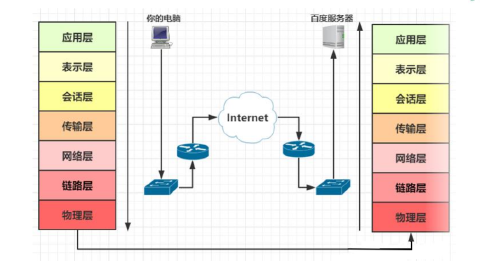 你的电脑
百度服务器
应用层
表示层
会话层
传输层
网络层
链路层
物理层
Internet
应用层
表示层
会话层
传输层
网络层
链路层
物理层